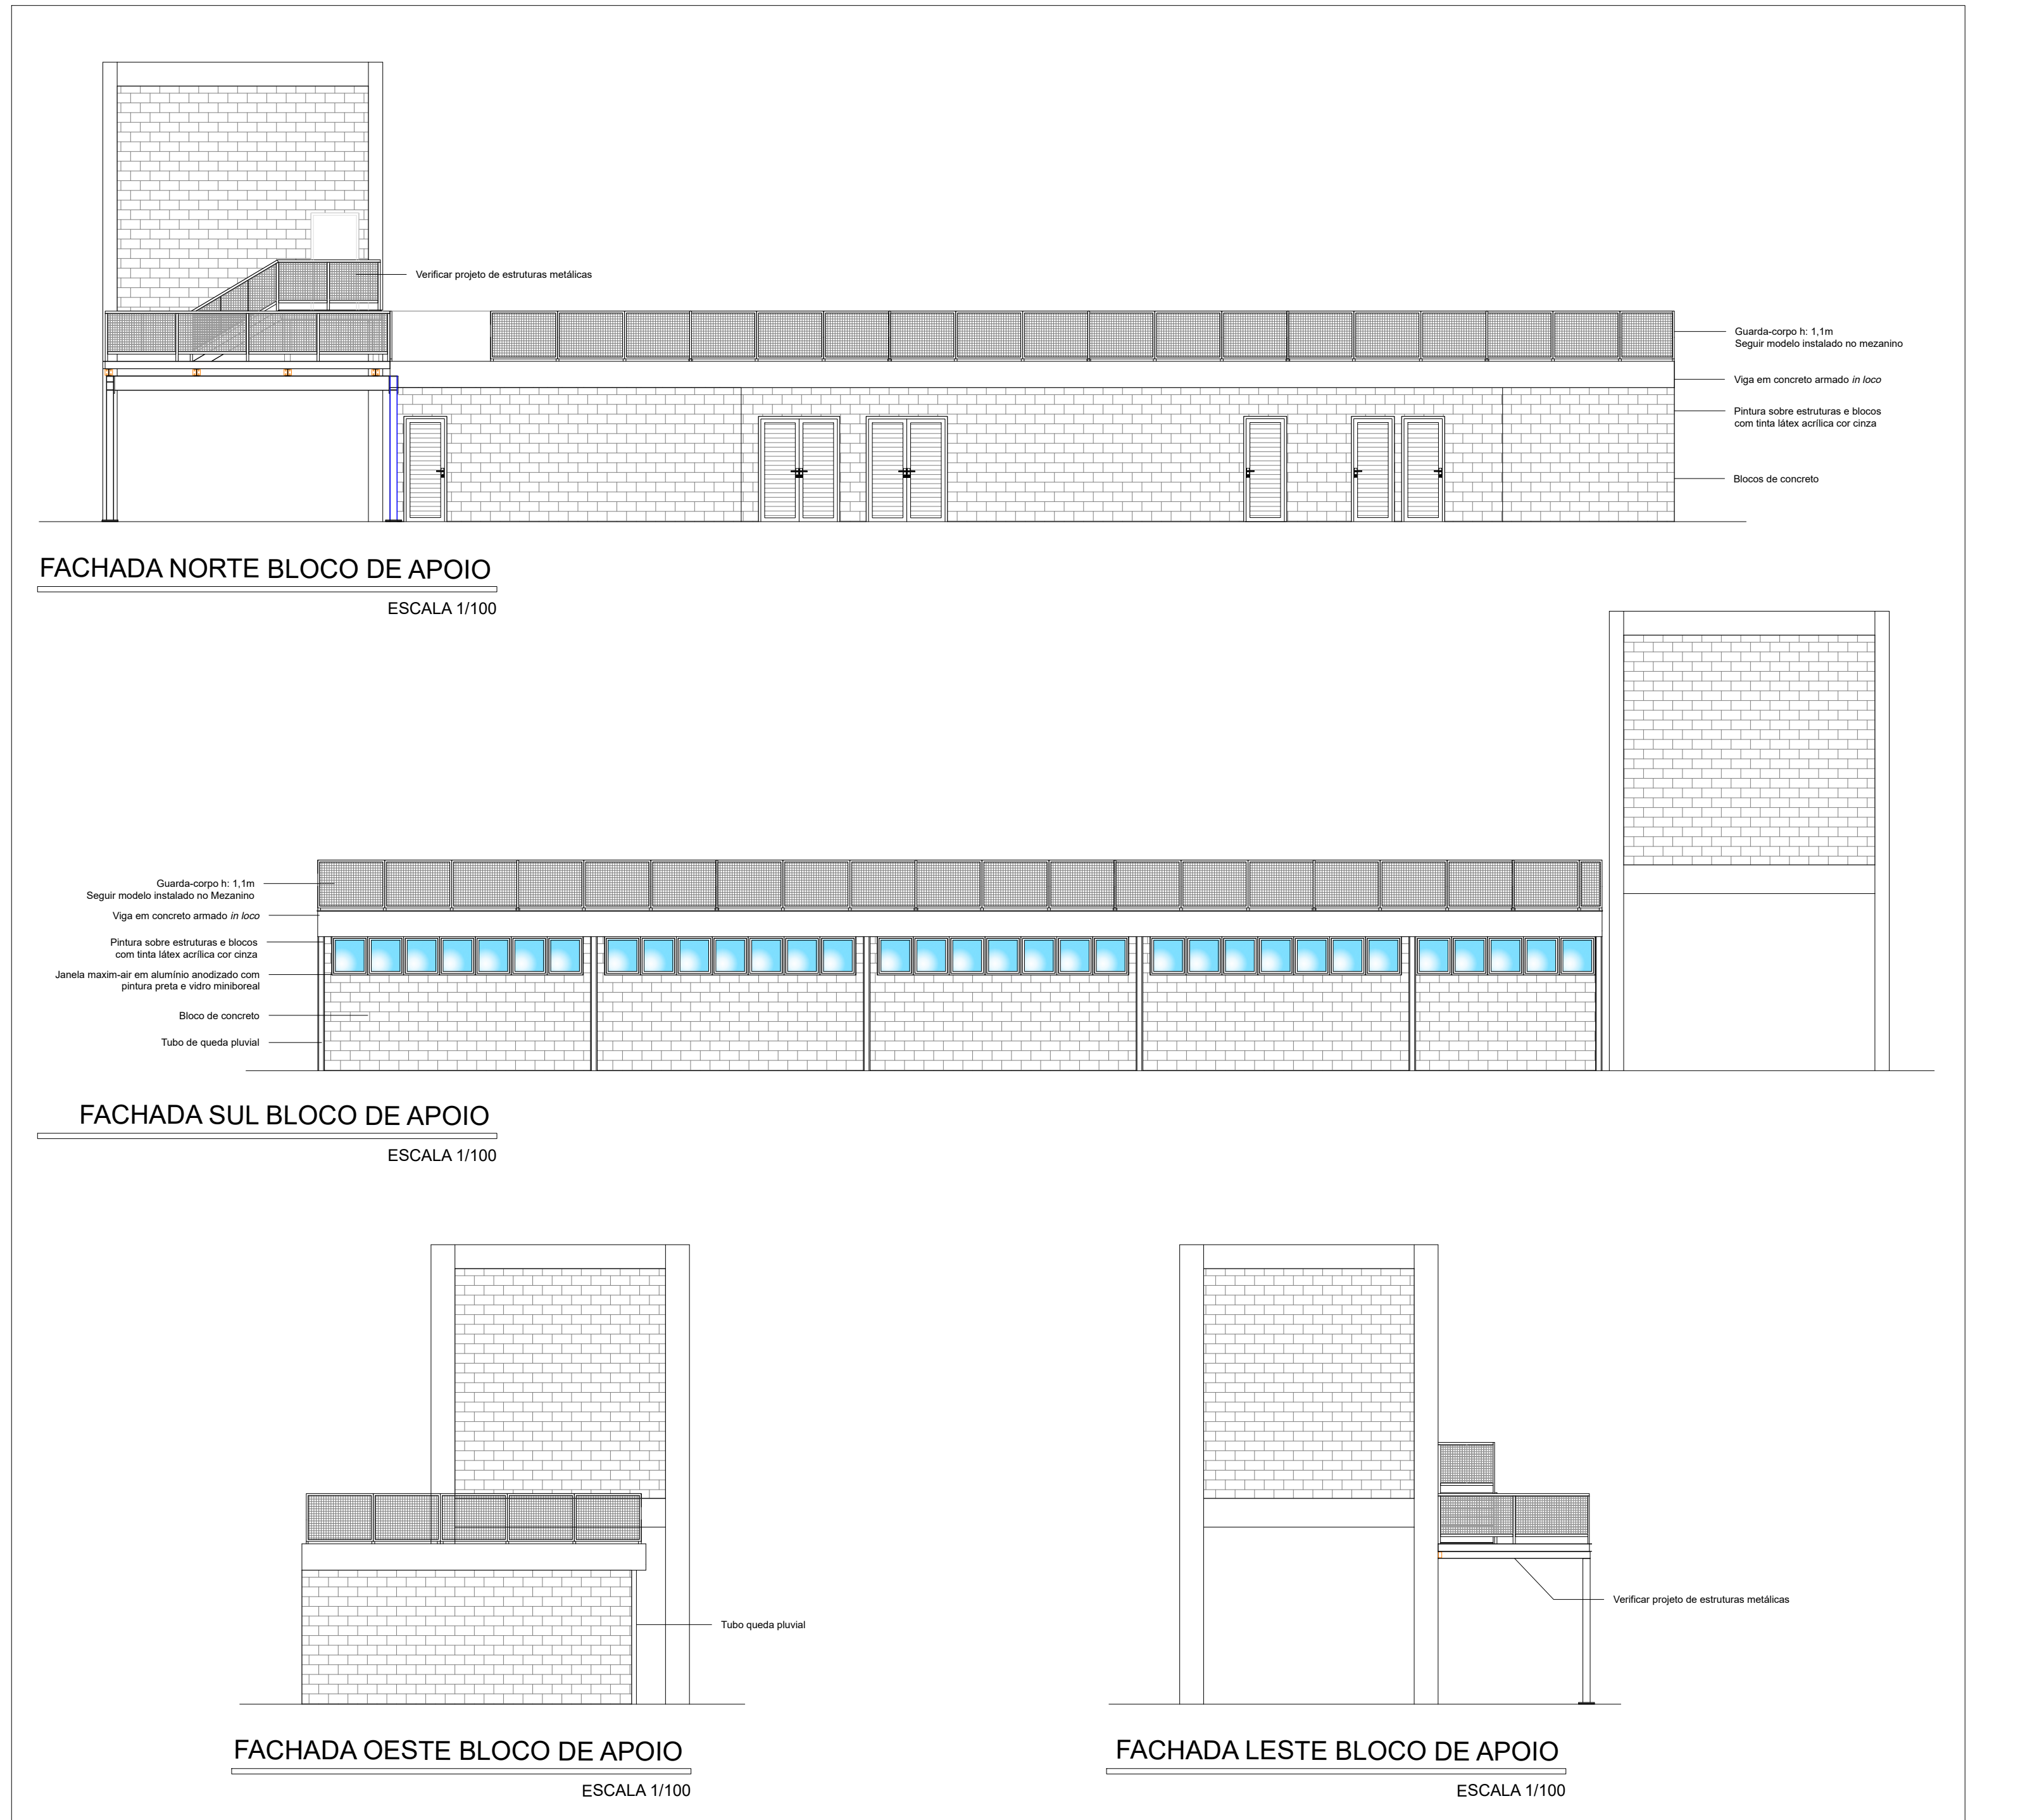 Verificar projeto de estruturas metálicas
Guarda-corpo h: 1,1m
Seguir modelo instalado no mezanino
Viga em concreto armado in loco
Pintura sobre estruturas e blocos
com tinta látex acrílica cor cinza
Blocos de concreto
FACHADA NORTE BLOCO DE APOIO
ESCALA 1/100
Guarda-corpo h: 1,1m
Seguir modelo instalado no Mezanino
Viga em concreto armado in loco
Pintura sobre estruturas e blocos
com tinta látex acrílica cor cinza
Janela maxim-air em alumínio anodizado com
pintura preta e vidro miniboreal
Bloco de concreto
Tubo de queda pluvial
FACHADA SUL BLOCO DE APOIO
ESCALA 1/100
Tubo queda pluvial
FACHADA OESTE BLOCO DE APOIO
ESCALA 1/100
Verificar projeto de estruturas metálicas
FACHADA LESTE BLOCO DE APOIO
ESCALA 1/100